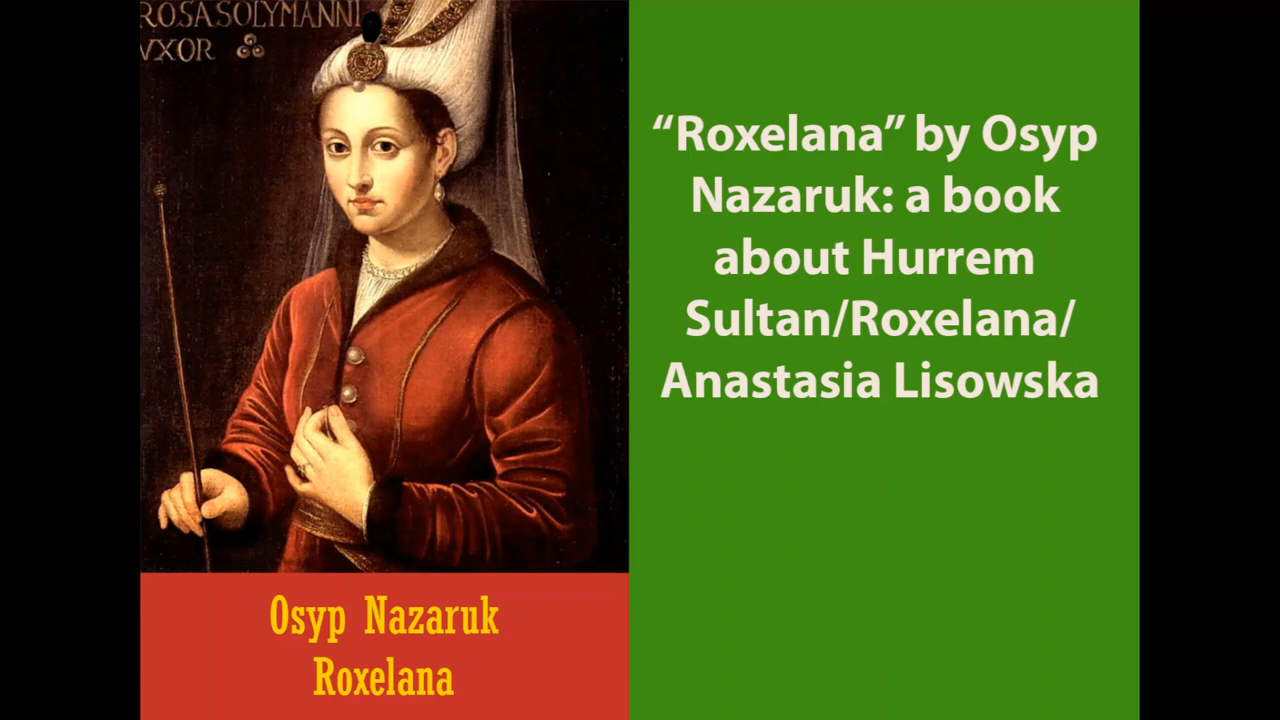 ROSA SOLYMANNI
VXOR
Osyp Nazaruk
Roxelana
“Roxelana” by Osyp
Nazaruk: a book
about Hurrem
Sultan/Roxelana/
Anastasia Lisowska